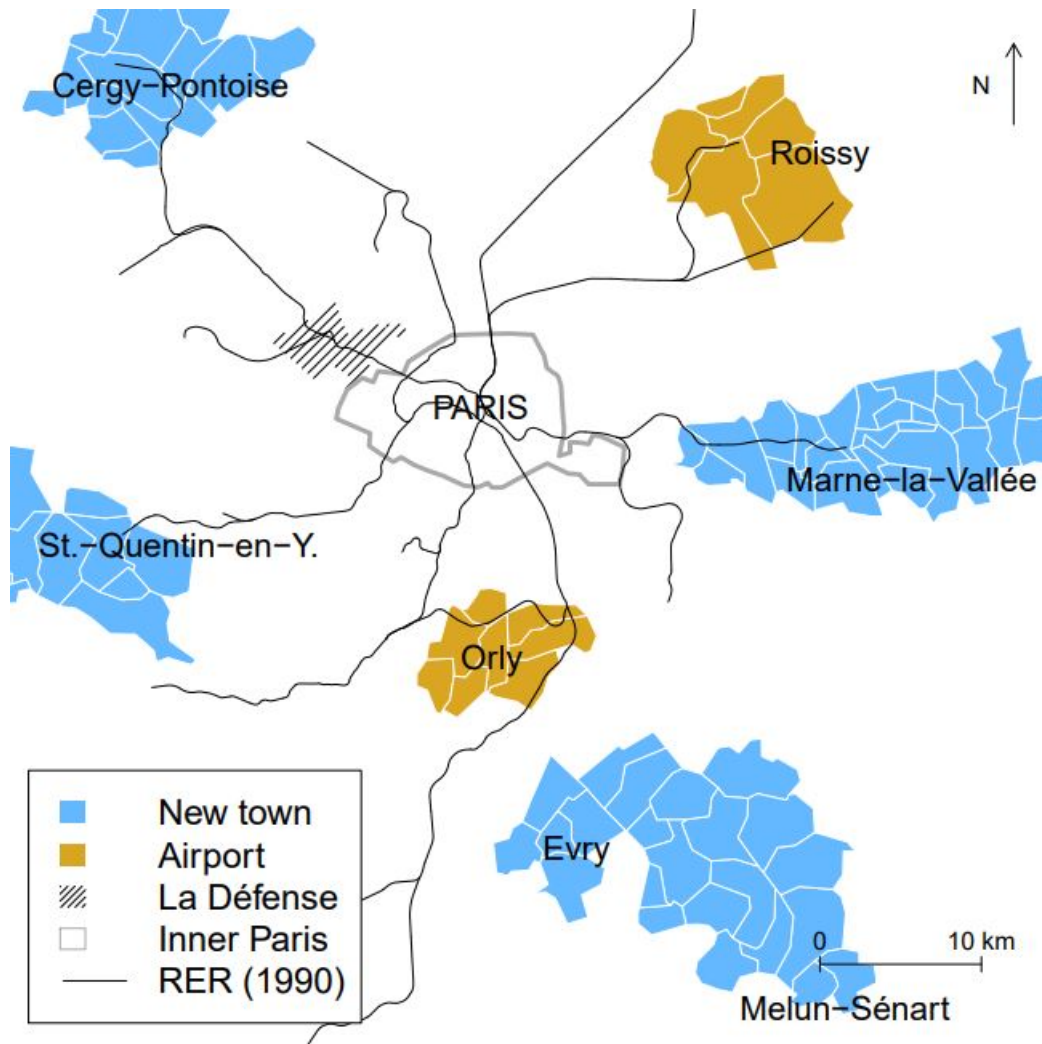 Cergy−Pontoise
N
Roissy
PARIS
Marne−la−Vallée
St.−Quentin−en−Y.
Orly
New town
Airport
La Défense
Inner Paris
RER (1990)
Evry
0 10 km
Melun−Sénart